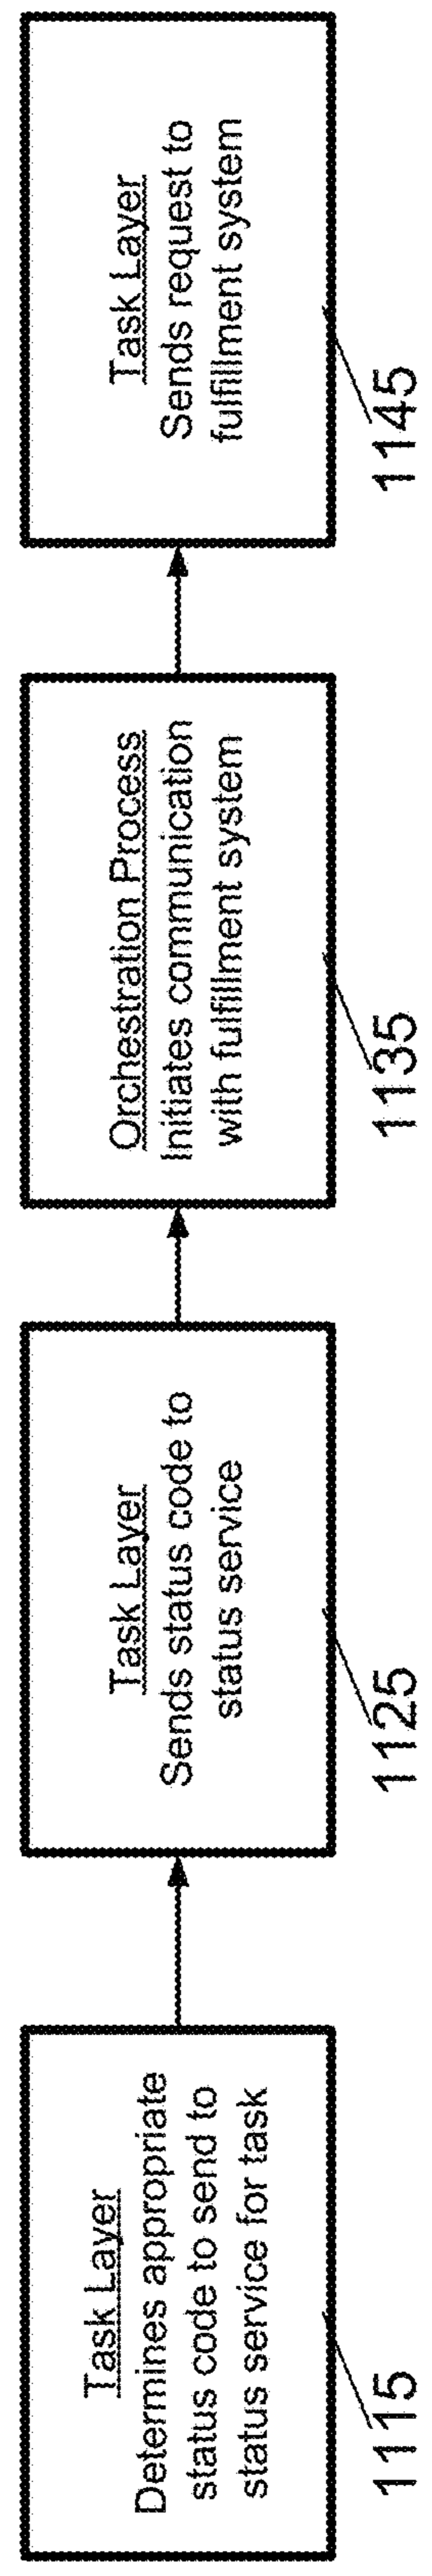 Task Layer
Determines appropriate
status code to send to
status service for task
1115
Task Layer
Sends status code to
status service
1125
Orchestration Process
Initiates communication
with fulfillment system
1135
Task Layer
Sends request to
fulfillment system
1145